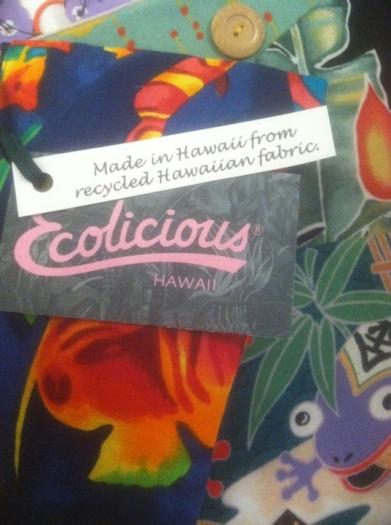 Made in Hawaii from
recycled Hawaiian fabric.
Ecolicious®
HAWAII